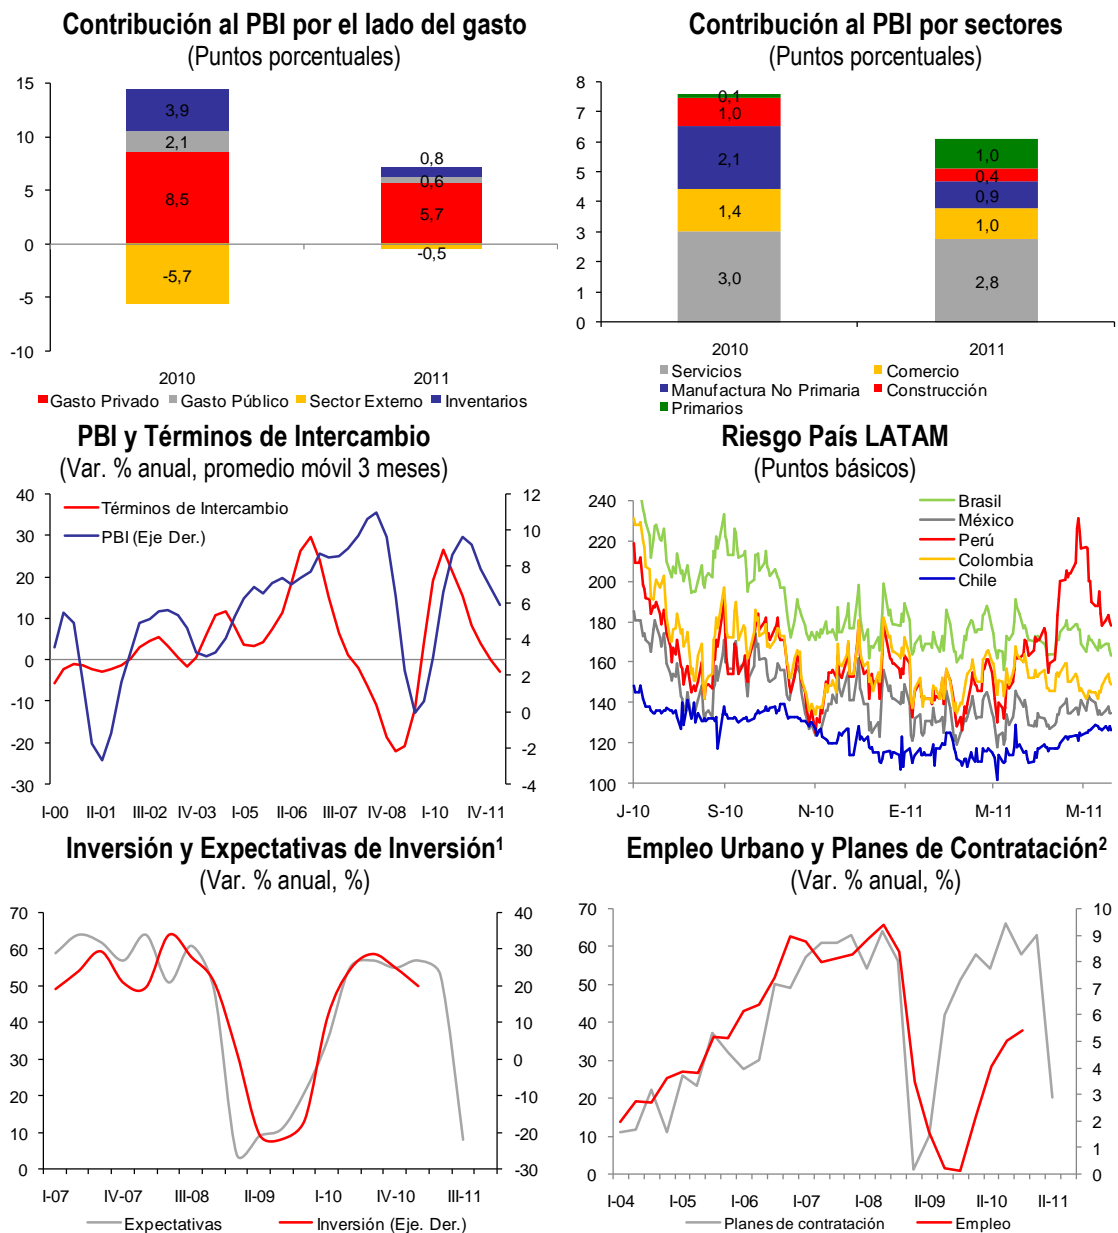 Contribución al PBI por el lado del gasto
(Puntos porcentuales)
15
10
5
0
-5
-10
3,9
2,1
8,5
-5,7
0,8
0,6
5,7
-0,5
2010
2011
Gasto Privado
Gasto Público
Sector Externo
Inventarios
Contribución al PBI por sectores
(Puntos porcentuales)
8
7
6
5
4
3
2
1
0
0,1
1,0
2,1
1,4
3,0
1,0
0,4
0,9
1,0
2,8
2010
2011
Servicios
Comercio
Manufactura No Primaria
Construcción
Primarios
PBI y Términos de Intercambio
(Var. % anual, promedio móvil 3 meses)
40
30
20
10
0
-10
-20
-30
12
10
8
6
4
2
0
-2
-4
Términos de Intercambio
PBI (Eje Der.)
I-00
II-01
III-02
IV-03
I-05
II-06
III-07
IV-08
I-10
IV-11
Riesgo País LATAM
(Puntos básicos)
240
220
200
180
160
140
120
100
Brasil
México
Perú
Colombia
Chile
J-10
S-10
N-10
E-11
M-11
M-11
Inversión y Expectativas de Inversión¹
(Var. % anual, %)
70
60
50
40
30
20
10
0
40
30
20
10
0
-10
-20
-30
I-07
IV-07
III-08
II-09
I-10
IV-10
III-11
Expectativas
Inversión (Eje. Der.)
Empleo Urbano y Planes de Contratación²
(Var. % anual, %)
70
60
50
40
30
20
10
0
10
9
8
7
6
5
4
3
2
1
0
I-04
I-05
I-06
I-07
I-08
II-09
II-10
II-11
Planes de contratación
Empleo